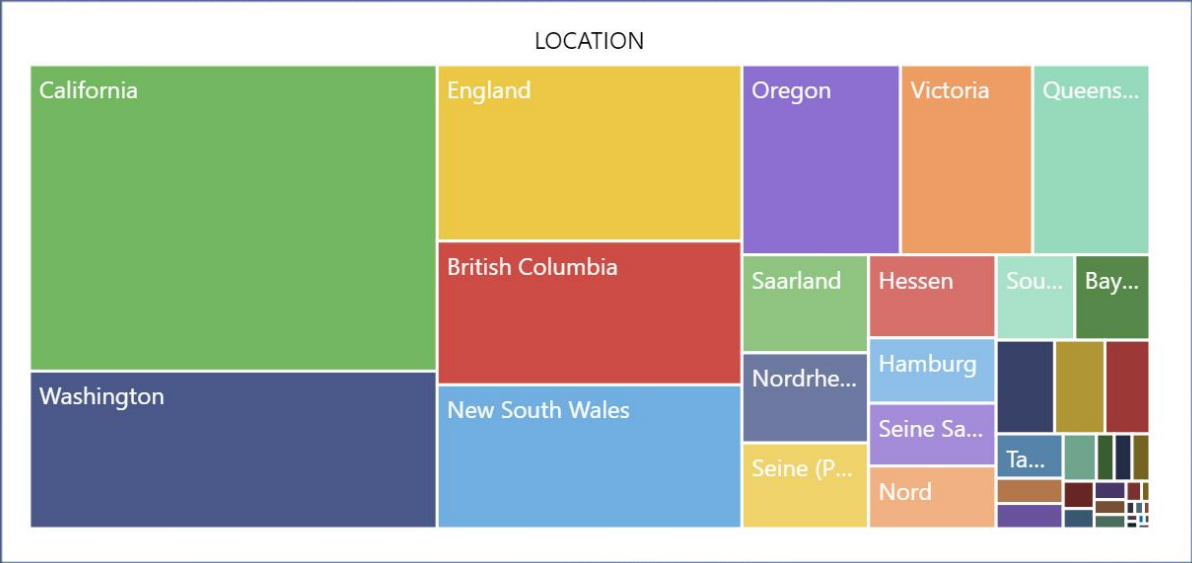 LOCATION
California
England
Oregon
Victoria
Queens...
British Columbia
Saarland
Hessen
Sou...
Bay...
Hamburg
Nordrhe...
Washington
New South Wales
Seine Sa...
Seine (P...
Ta...
Nord